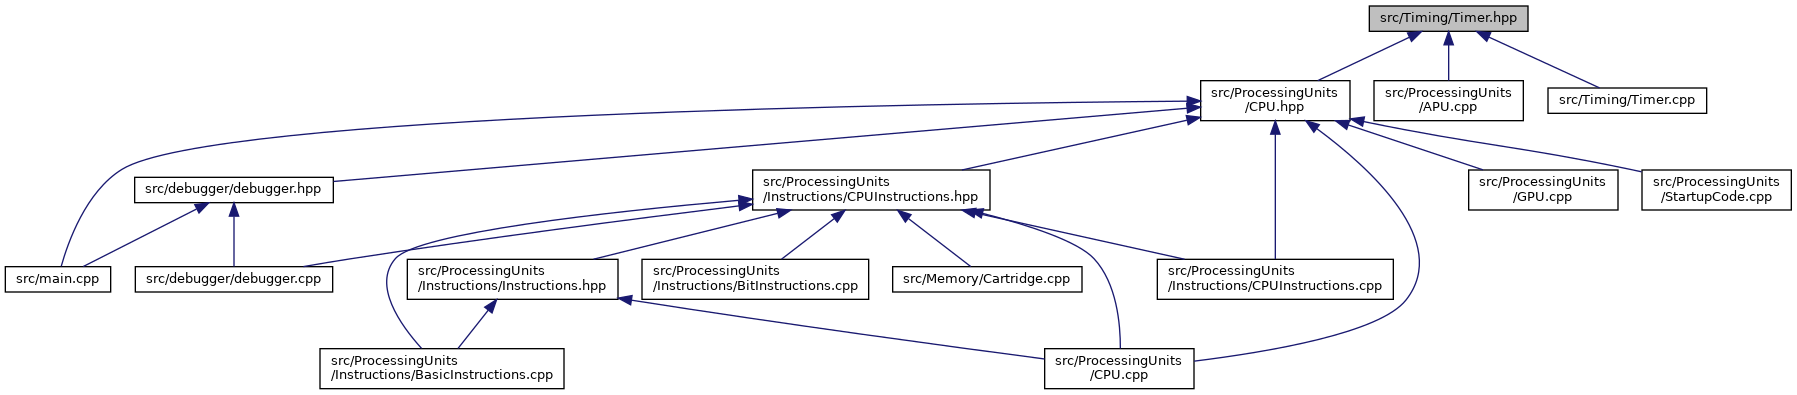 src/Timing/Timer.hpp
src/ProcessingUnits
/CPU.hpp
src/ProcessingUnits
/APU.cpp
src/Timing/Timer.cpp
src/debugger/debugger.hpp
src/ProcessingUnits
/Instructions/CPUInstructions.hpp
src/ProcessingUnits
/GPU.cpp
src/ProcessingUnits
/StartupCode.cpp
src/main.cpp
src/debugger/debugger.cpp
src/ProcessingUnits
/Instructions/Instructions.hpp
src/ProcessingUnits
/Instructions/BitInstructions.cpp
src/Memory/Cartridge.cpp
src/ProcessingUnits
/Instructions/CPUInstructions.cpp
src/ProcessingUnits
/Instructions/BasicInstructions.cpp
src/ProcessingUnits
/CPU.cpp